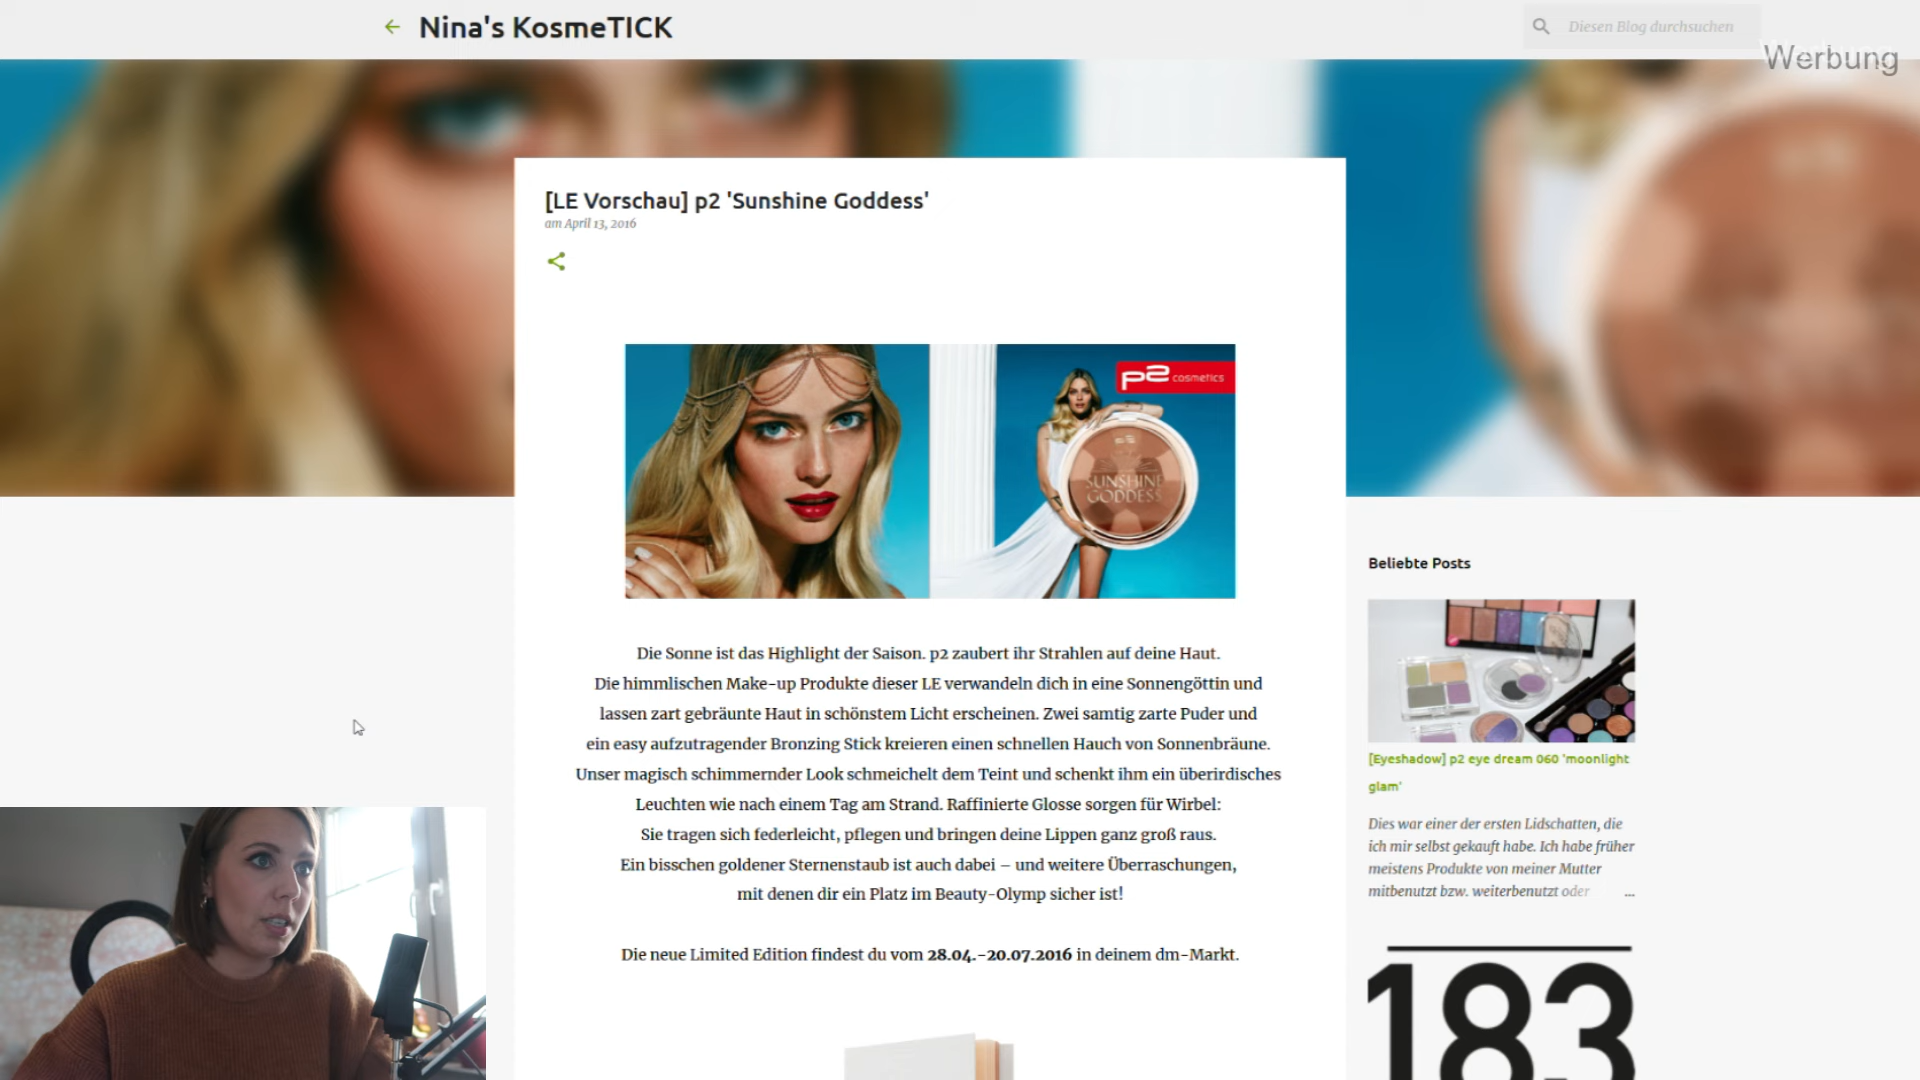 Nina's KosmeTICK
Diesen Blog durchsuchen
Werbung
[LE Vorschau] p2 'Sunshine Goddess'
am April 13, 2016
p2 cosmetics
SUNSHINE
GODDESS
Die Sonne ist das Highlight der Saison. p2 zaubert ihr Strahlen auf deine Haut.
Die himmlischen Make-up Produkte dieser LE verwandeln dich in eine Sonnengöttin und
lassen zart gebräunte Haut in schönstem Licht erscheinen. Zwei samtig zarte Puder und
ein easy aufzutragender Bronzing Stick kreieren einen schnellen Hauch von Sonnenbräune.
Unser magisch schimmernder Look schmeichelt dem Teint und schenkt ihm ein überirdisches
Leuchten wie nach einem Tag am Strand. Raffinierte Glosse sorgen für Wirbel:
Sie tragen sich federleicht, pflegen und bringen deine Lippen ganz groß raus.
Ein bisschen goldener Sternenstaub ist auch dabei – und weitere Überraschungen,
mit denen dir ein Platz im Beauty-Olymp sicher ist!
Die neue Limited Edition findest du vom 28.04.-20.07.2016 in deinem dm-Markt.
Beliebte Posts
[Eyeshadow] p2 eye dream 060 'moonlight
glam'
Dies war einer der ersten Lidschatten, die
ich mir selbst gekauft habe. Ich habe früher
meistens Produkte von meiner Mutter
mitbenutzt bzw. weiterbenutzt oder ...
183